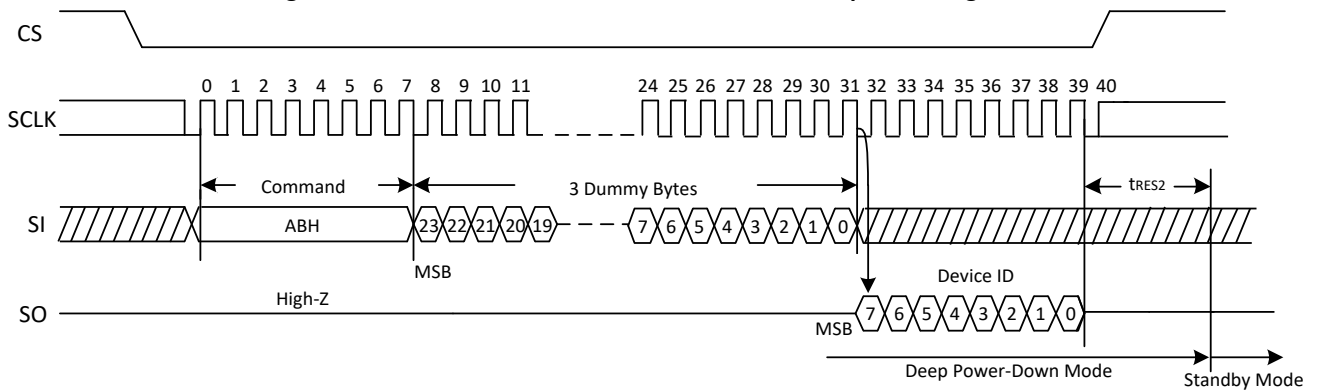 CS
0 1 2 3 4 5 6 7 8 9 10 11 24 25 26 27 28 29 30 31 32 33 34 35 36 37 38 39 40
SCLK
Command 3 Dummy Bytes tRES2
SI ABH 23 22 21 20 19 7 6 5 4 3 2 1 0
MSB Device ID
High-Z
SO MSB 7 6 5 4 3 2 1 0
Deep Power-Down Mode Standby Mode